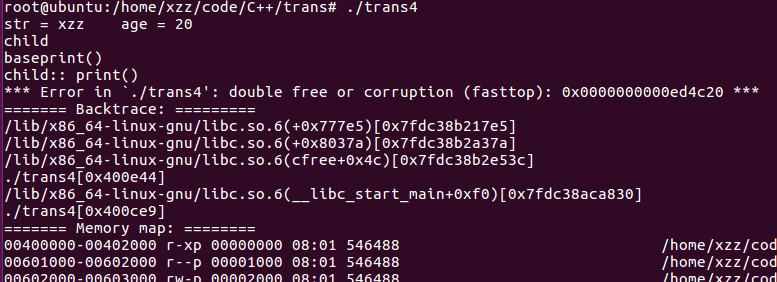 root@ubuntu:/home/xzz/code/C++/trans# ./trans4
str = xzz    age = 20
child
baseprint()
child:: print()
*** Error in `./trans4': double free or corruption (fasttop): 0x0000000000ed4c20 ***
======= Backtrace: =========
/lib/x86_64-linux-gnu/libc.so.6(+0x777e5)[0x7fdc38b217e5]
/lib/x86_64-linux-gnu/libc.so.6(+0x8037a)[0x7fdc38b2a37a]
/lib/x86_64-linux-gnu/libc.so.6(cfree+0x4c)[0x7fdc38b2e53c]
./trans4[0x400e44]
/lib/x86_64-linux-gnu/libc.so.6(__libc_start_main+0xf0)[0x7fdc38aca830]
./trans4[0x400ce9]
======= Memory map: ========
00400000-00402000 r-xp 00000000 08:01 546488 /home/xzz/cod
00601000-00602000 r--p 00001000 08:01 546488 /home/xzz/cod
00602000-00603000 rw-p 00002000 08:01 546488 /home/xzz/cod